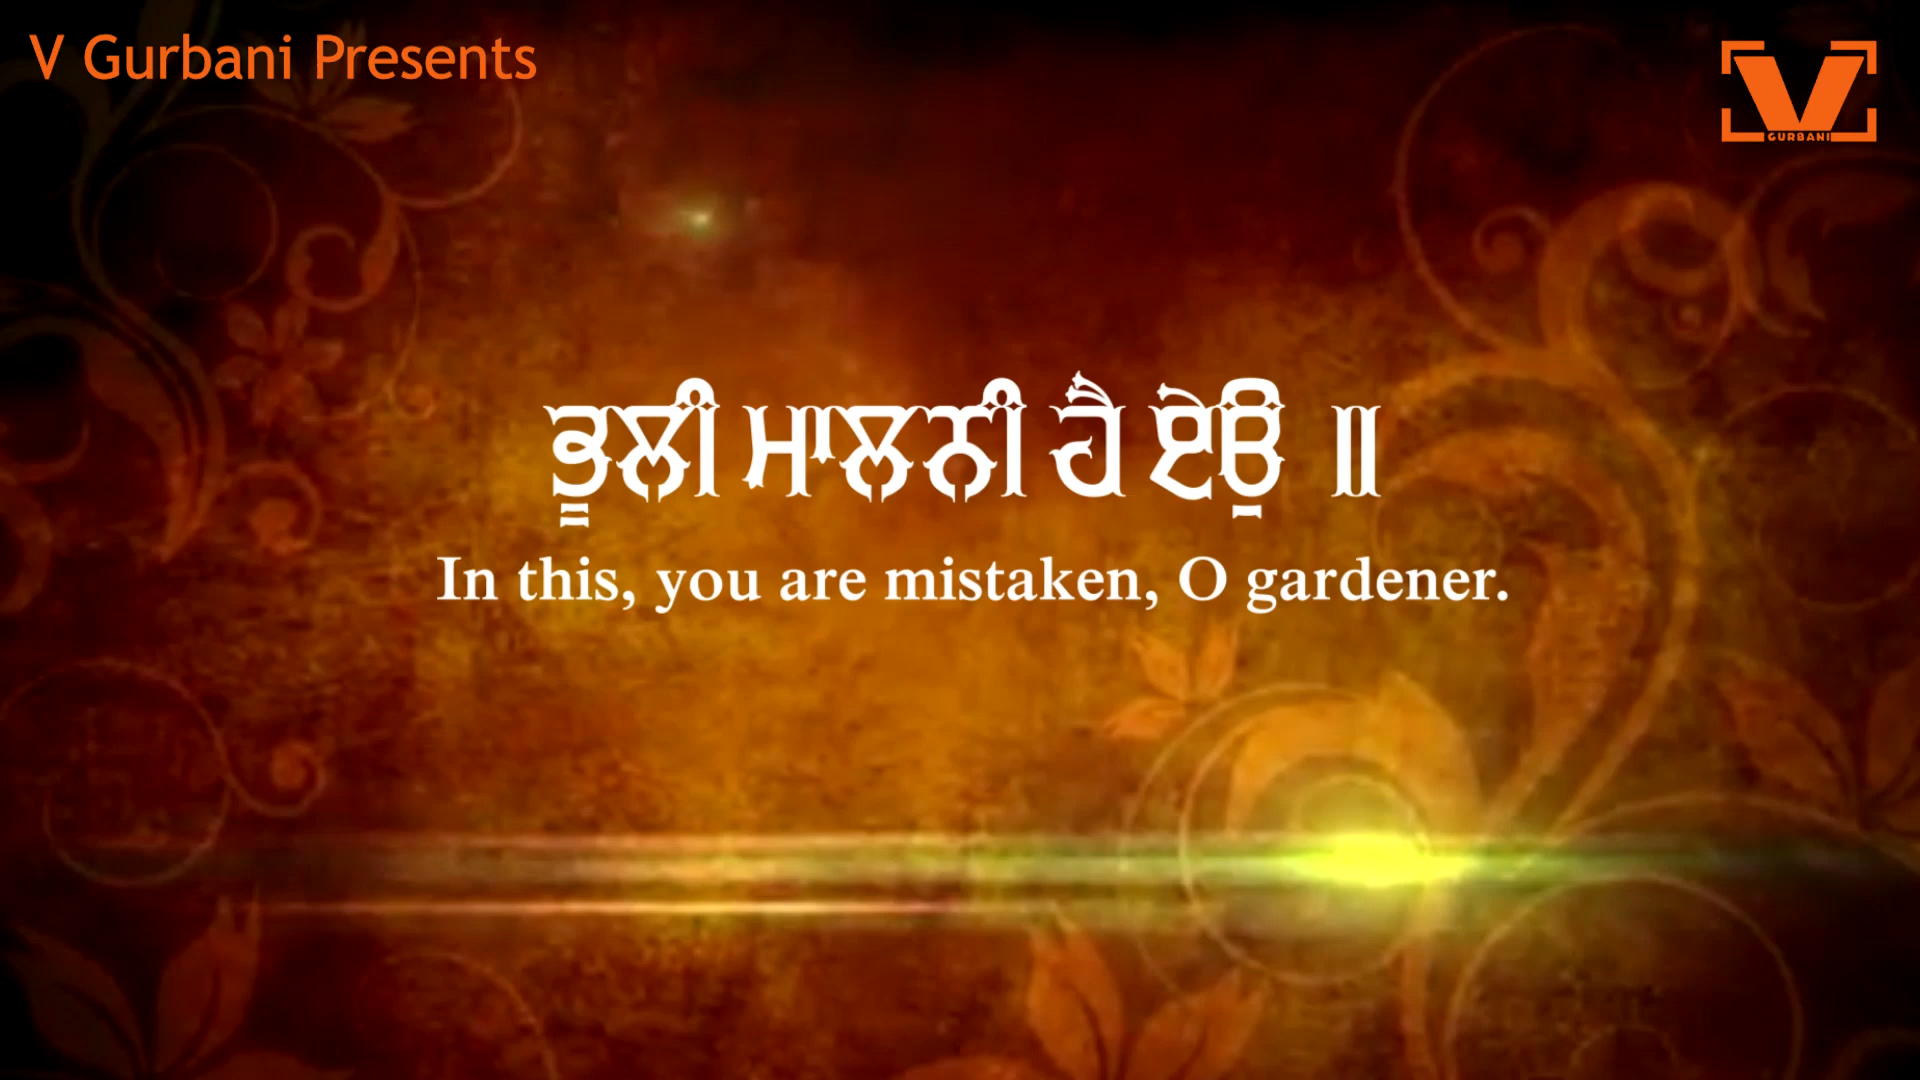 V Gurbani Presents
V
GURBANI
ਭੂਲੀ ਮਾਲਨੀ ਹੈ ਏਉ ॥
In this, you are mistaken, O gardener.